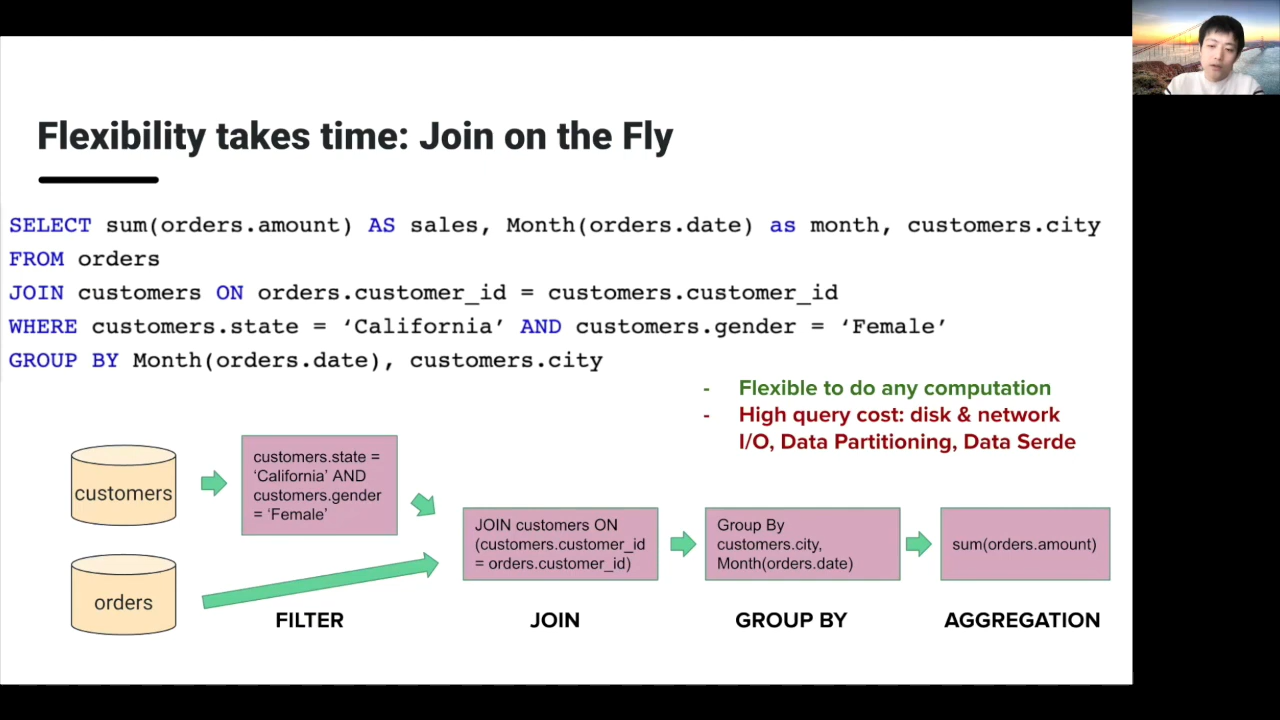 Flexibility takes time: Join on the Fly
SELECT sum(orders.amount) AS sales, Month(orders.date) as month, customers.city
FROM orders
JOIN customers ON orders.customer_id = customers.customer_id
WHERE customers.state = ‘California’ AND customers.gender = ‘Female’
GROUP BY Month(orders.date), customers.city
- Flexible to do any computation
- High query cost: disk & network
I/O, Data Partitioning, Data Serde
customers
customers.state =
‘California’ AND
customers.gender
= ‘Female’
orders
JOIN customers ON
(customers.customer_id
= orders.customer_id)
Group By
customers.city,
Month(orders.date)
sum(orders.amount)
FILTER
JOIN
GROUP BY
AGGREGATION